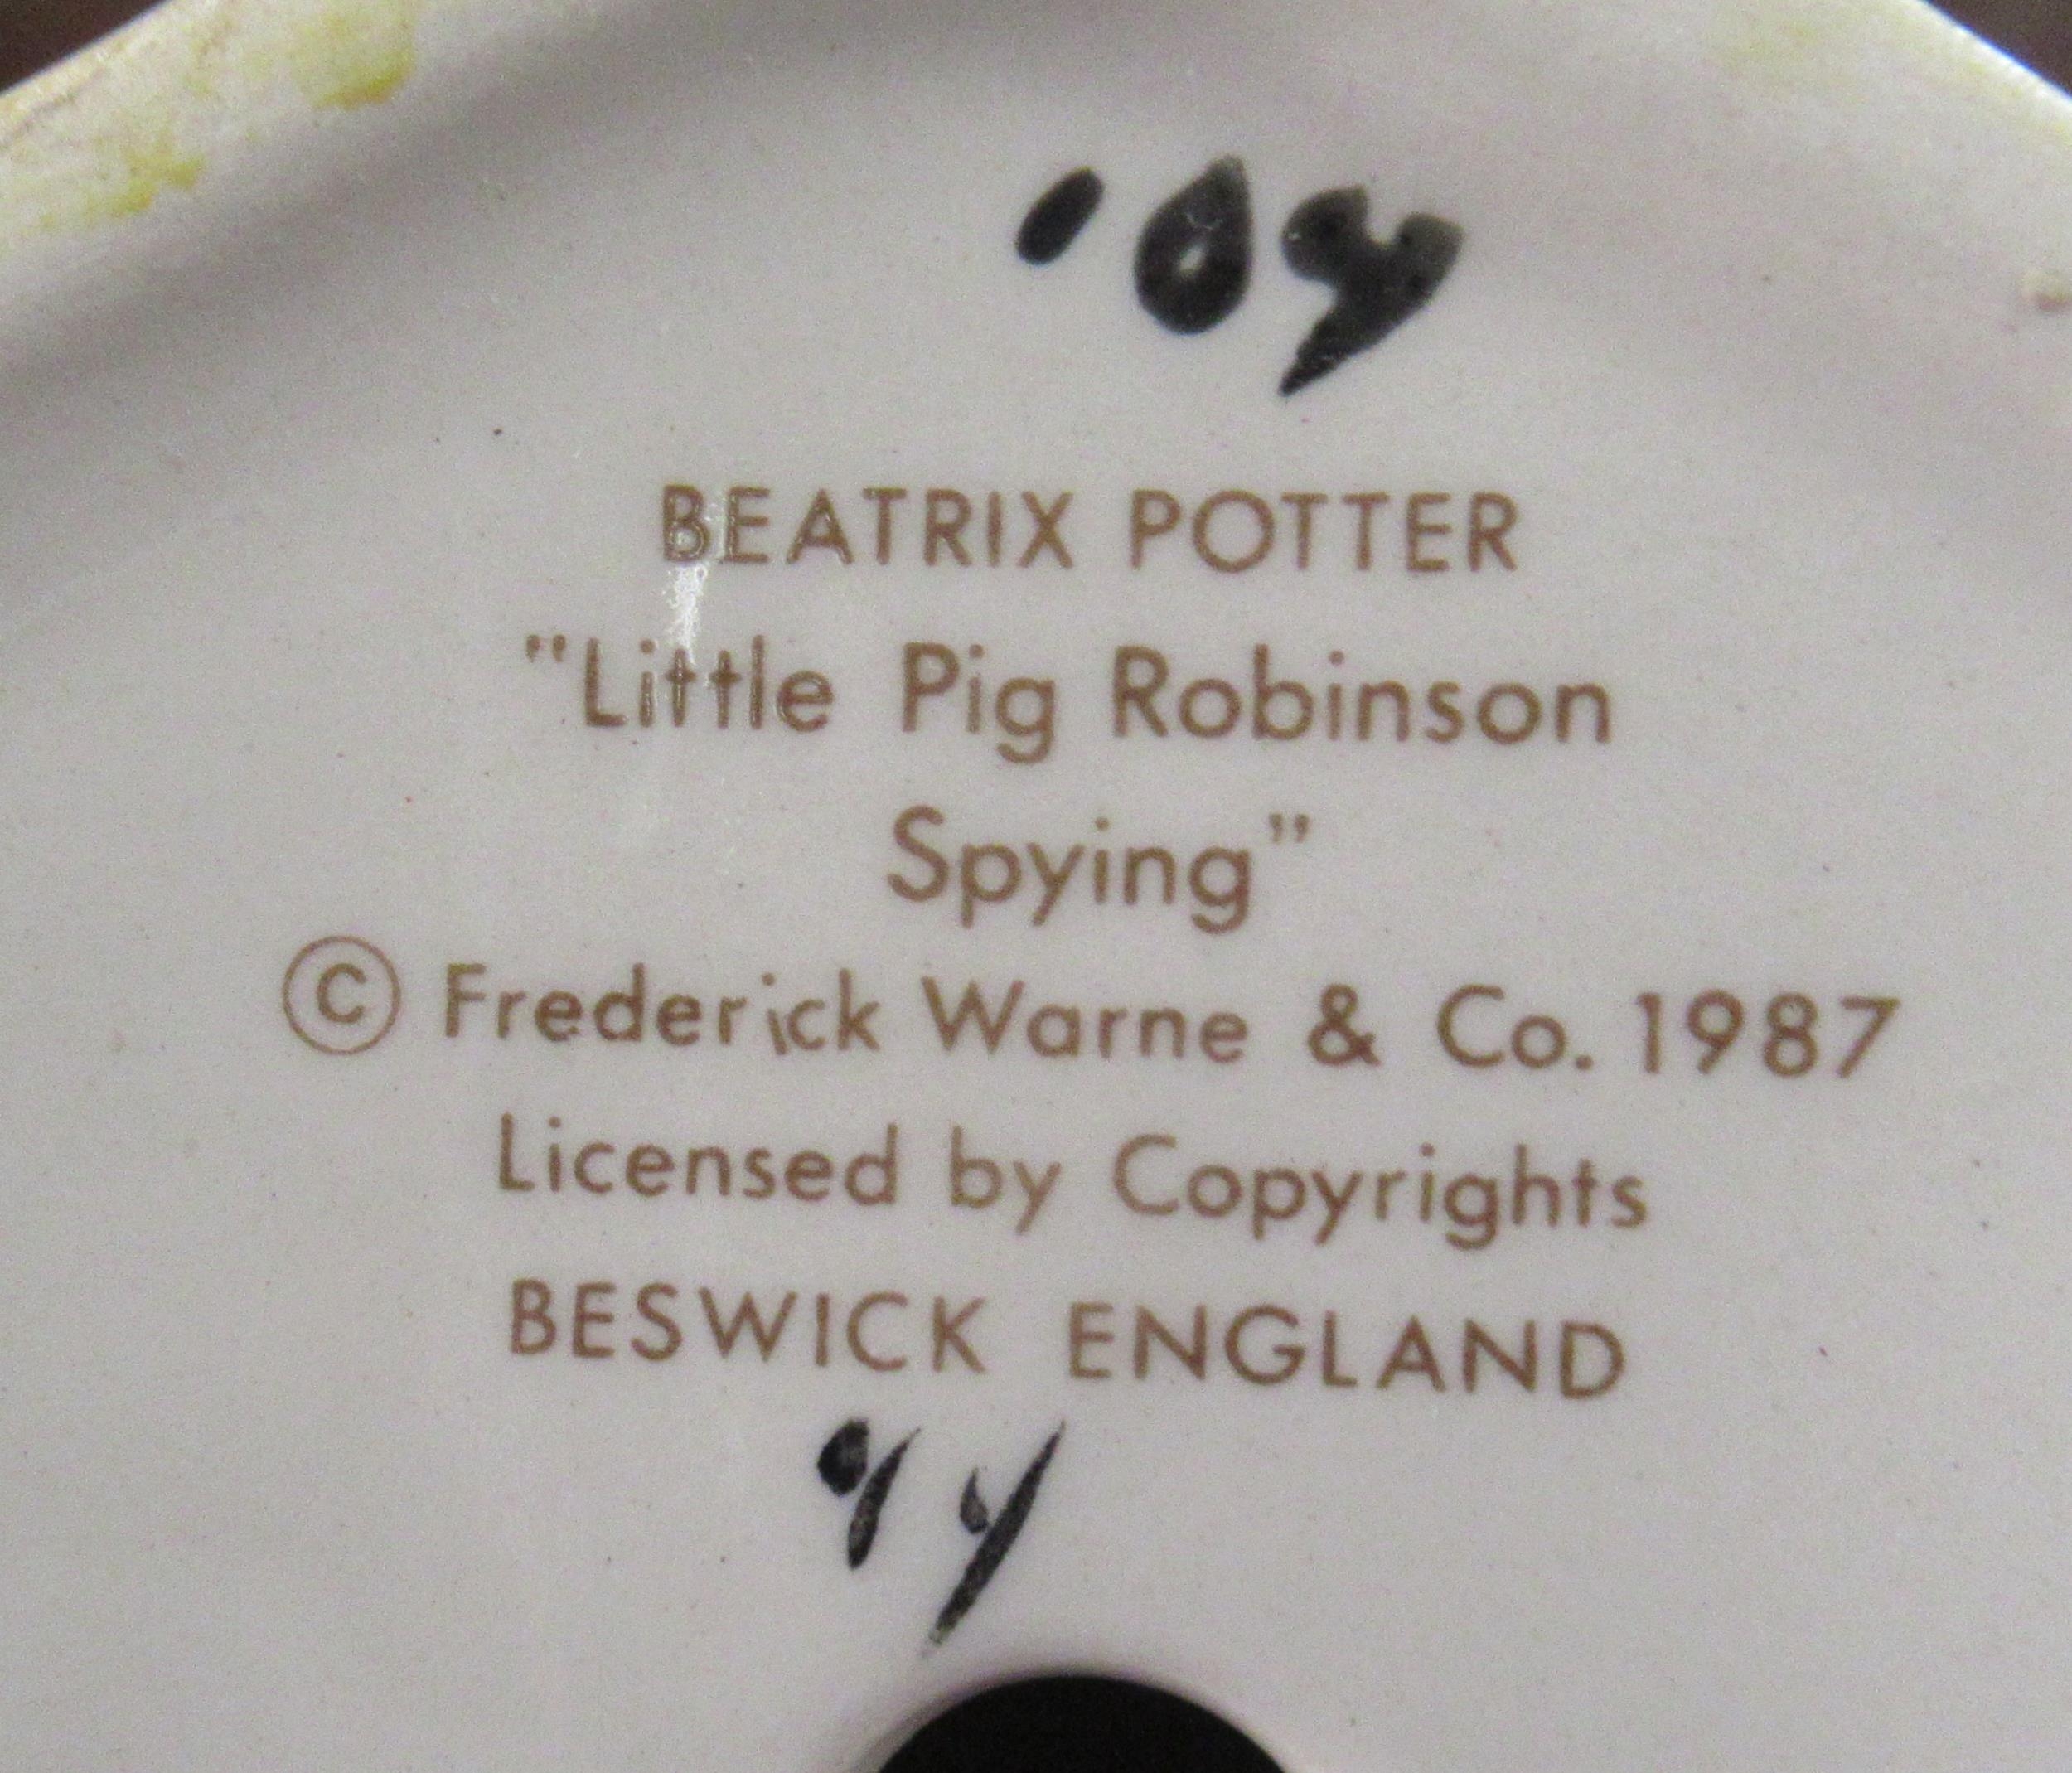 BEATRIX POTTER
"Little Pig Robinson
Spying"
© Frederick Warne & Co. 1987
Licensed by Copyrights
BESWICK ENGLAND